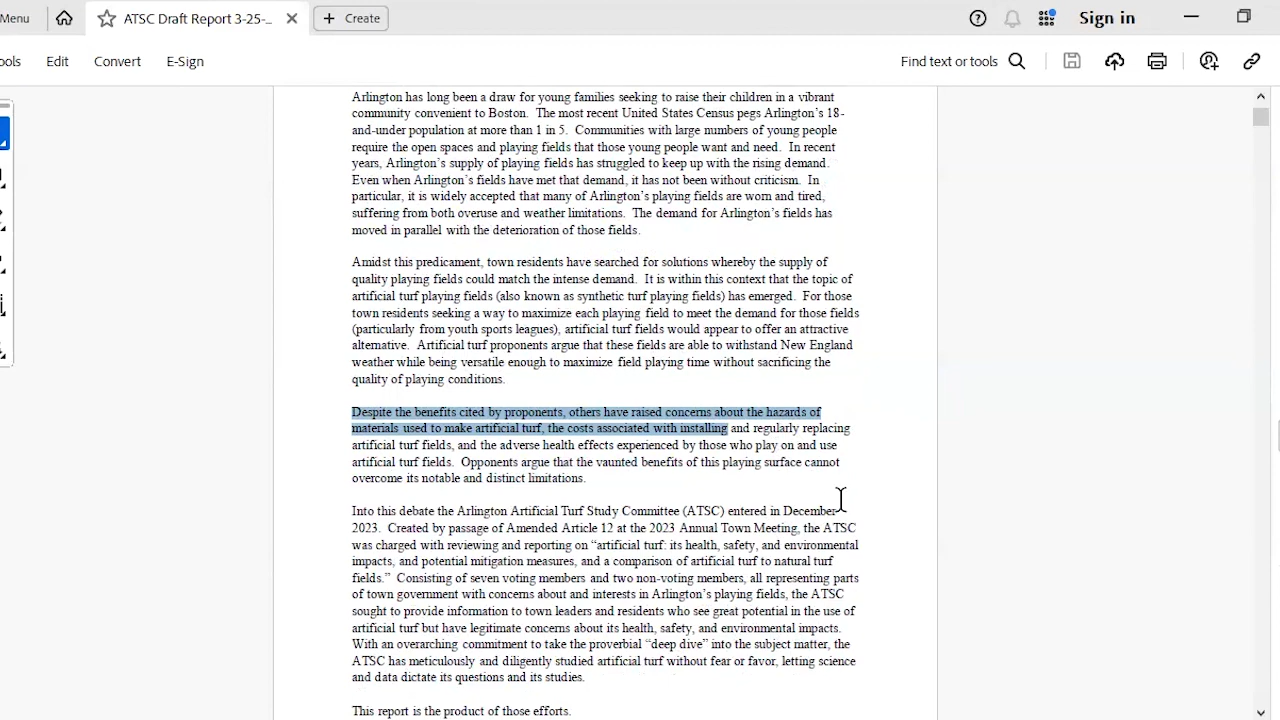 Menu
ATSC Draft Report 3-25-...
Create
Sign in
ools
Edit
Convert
E-Sign
Find text or tools
Arlington has long been a draw for young families seeking to raise their children in a vibrant
community convenient to Boston.  The most recent United States Census pegs Arlington’s 18-
and-under population at more than 1 in 5.  Communities with large numbers of young people
require the open spaces and playing fields that those young people want and need.  In recent
years, Arlington’s supply of playing fields has struggled to keep up with the rising demand.
Even when Arlington’s fields have met that demand, it has not been without criticism.  In
particular, it is widely accepted that many of Arlington’s playing fields are worn and tired,
suffering from both overuse and weather limitations.  The demand for Arlington’s fields has
moved in parallel with the deterioration of those fields.
Amidst this predicament, town residents have searched for solutions whereby the supply of
quality playing fields could match the intense demand.  It is within this context that the topic of
artificial turf playing fields (also known as synthetic turf playing fields) has emerged.  For those
town residents seeking a way to maximize each playing field to meet the demand for those fields
(particularly from youth sports leagues), artificial turf fields would appear to offer an attractive
alternative.  Artificial turf proponents argue that these fields are able to withstand New England
weather while being versatile enough to maximize field playing time without sacrificing the
quality of playing conditions.
Despite the benefits cited by proponents, others have raised concerns about the hazards of
materials used to make artificial turf, the costs associated with installing and regularly replacing
artificial turf fields, and the adverse health effects experienced by those who play on and use
artificial turf fields.  Opponents argue that the vaunted benefits of this playing surface cannot
overcome its notable and distinct limitations.
Into this debate the Arlington Artificial Turf Study Committee (ATSC) entered in December
2023.  Created by passage of Amended Article 12 at the 2023 Annual Town Meeting, the ATSC
was charged with reviewing and reporting on “artificial turf: its health, safety, and environmental
impacts, and potential mitigation measures, and a comparison of artificial turf to natural turf
fields.”  Consisting of seven voting members and two non-voting members, all representing parts
of town government with concerns about and interests in Arlington’s playing fields, the ATSC
sought to provide information to town leaders and residents who see great potential in the use of
artificial turf but have legitimate concerns about its health, safety, and environmental impacts.
With an overarching commitment to take the proverbial “deep dive” into the subject matter, the
ATSC has meticulously and diligently studied artificial turf without fear or favor, letting science
and data dictate its questions and its studies.
This report is the product of those efforts.